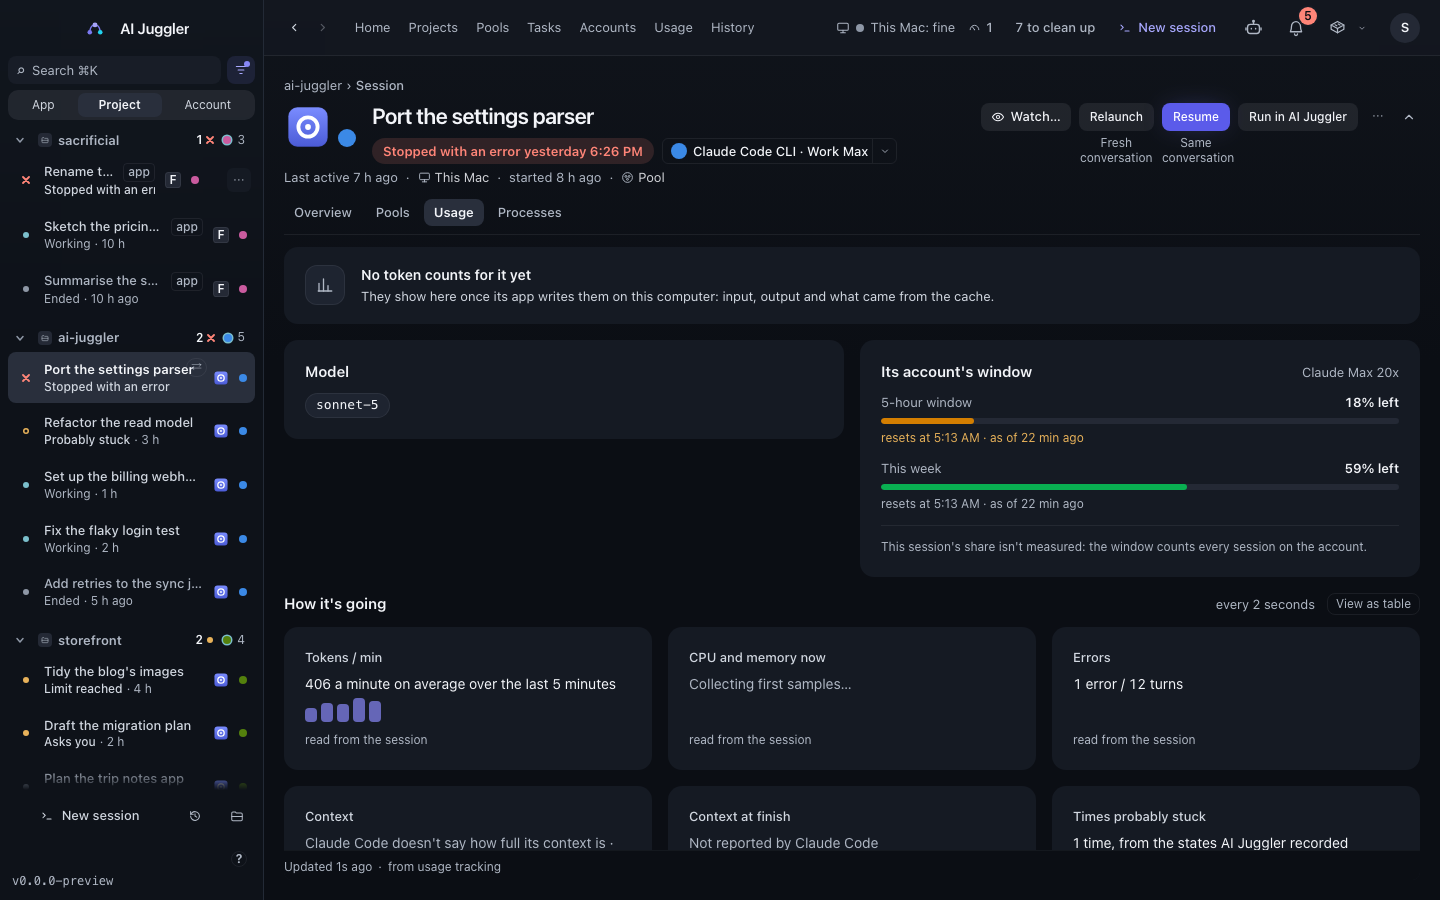 AI Juggler
Home Projects Pools Tasks Accounts Usage History
This Mac: fine 1 7 to clean up New session 5 S
Search ⌘K
App Project Account
sacrificial 1 3
Rename t... app F
Stopped with an err
Sketch the pricin... app F
Working · 10 h
Summarise the s... app F
Ended · 10 h ago
ai-juggler 2 5
Port the settings parser
Stopped with an error
Refactor the read model
Probably stuck · 3 h
Set up the billing webh...
Working · 1 h
Fix the flaky login test
Working · 2 h
Add retries to the sync j...
Ended · 5 h ago
storefront 2 4
Tidy the blog's images
Limit reached · 4 h
Draft the migration plan
Asks you · 2 h
Plan the trip notes app
New session
?
v0.0.0-preview
ai-juggler › Session
Port the settings parser
Stopped with an error yesterday 6:26 PM
Claude Code CLI · Work Max
Watch... Relaunch Resume Run in AI Juggler
Fresh conversation
Same conversation
Last active 7 h ago · This Mac · started 8 h ago · Pool
Overview Pools Usage Processes
No token counts for it yet
They show here once its app writes them on this computer: input, output and what came from the cache.
Model
sonnet-5
Its account's window Claude Max 20x
5-hour window 18% left
resets at 5:13 AM · as of 22 min ago
This week 59% left
resets at 5:13 AM · as of 22 min ago
This session's share isn't measured: the window counts every session on the account.
How it's going every 2 seconds View as table
Tokens / min
406 a minute on average over the last 5 minutes
read from the session
CPU and memory now
Collecting first samples...
read from the session
Errors
1 error / 12 turns
read from the session
Context
Claude Code doesn't say how full its context is ·
Context at finish
Not reported by Claude Code
Times probably stuck
1 time, from the states AI Juggler recorded
Updated 1s ago · from usage tracking